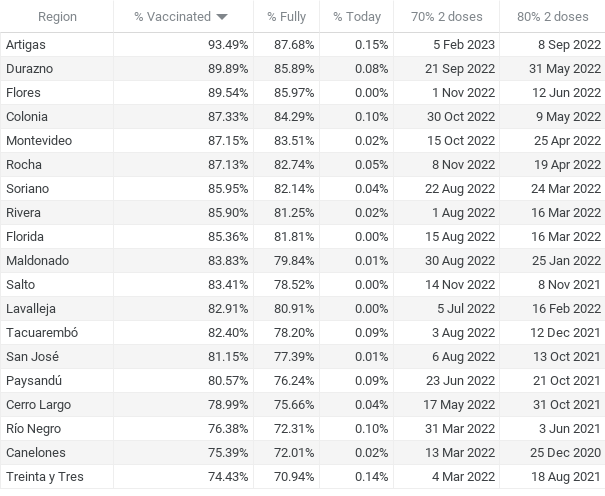 Region % Vaccinated % Fully % Today 70% 2 doses 80% 2 doses
Artigas 93.49% 87.68% 0.15% 5 Feb 2023 8 Sep 2022
Durazno 89.89% 85.89% 0.08% 21 Sep 2022 31 May 2022
Flores 89.54% 85.97% 0.00% 1 Nov 2022 12 Jun 2022
Colonia 87.33% 84.29% 0.10% 30 Oct 2022 9 May 2022
Montevideo 87.15% 83.51% 0.02% 15 Oct 2022 25 Apr 2022
Rocha 87.13% 82.74% 0.05% 8 Nov 2022 19 Apr 2022
Soriano 85.95% 82.14% 0.04% 22 Aug 2022 24 Mar 2022
Rivera 85.90% 81.25% 0.02% 1 Aug 2022 16 Mar 2022
Florida 85.36% 81.81% 0.00% 15 Aug 2022 16 Mar 2022
Maldonado 83.83% 79.84% 0.01% 30 Aug 2022 25 Jan 2022
Salto 83.41% 78.52% 0.00% 14 Nov 2022 8 Nov 2021
Lavalleja 82.91% 80.91% 0.00% 5 Jul 2022 16 Feb 2022
Tacuarembó 82.40% 78.20% 0.09% 3 Aug 2022 12 Dec 2021
San José 81.15% 77.39% 0.01% 6 Aug 2022 13 Oct 2021
Paysandú 80.57% 76.24% 0.09% 23 Jun 2022 21 Oct 2021
Cerro Largo 78.99% 75.66% 0.04% 17 May 2022 31 Oct 2021
Río Negro 76.38% 72.31% 0.10% 31 Mar 2022 3 Jun 2021
Canelones 75.39% 72.01% 0.02% 13 Mar 2022 25 Dec 2020
Treinta y Tres 74.43% 70.94% 0.14% 4 Mar 2022 18 Aug 2021